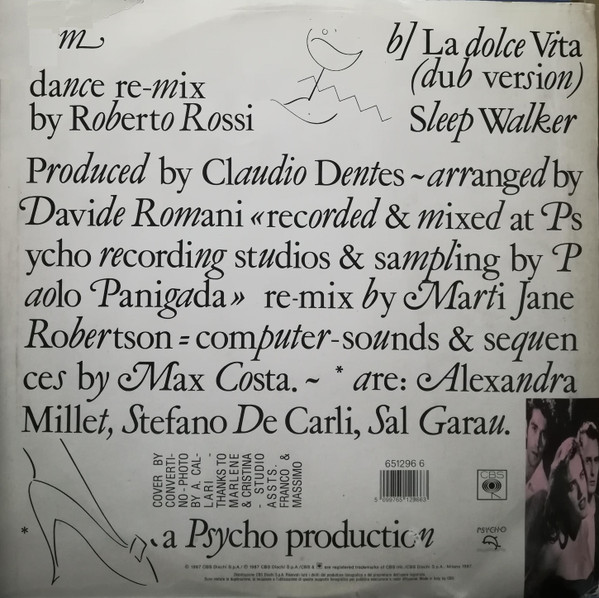 m
dance re-mix
by Roberto Rossi
b/ La dolce Vita
(dub version)
Sleep Walker
Produced by Claudio Dentes ~ arranged by
Davide Romani «recorded & mixed at Ps
ycho recording studios & sampling by P
aolo Panigada» re-mix by Marti Jane
Robertson = computer-sounds & sequen
ces by Max Costa. ~ * are: Alexandra
Millet, Stefano De Carli, Sal Garau.
COVER BY
CONVERTI-
NO - PHOTO
BY A. CAL-
LARI -
THANKS TO
MARLENE
& CRISTINA
- STUDIO
ASSTS.
FRANCO &
MASSIMO
651296 6
CBS
PSYCHO
* a Psycho production